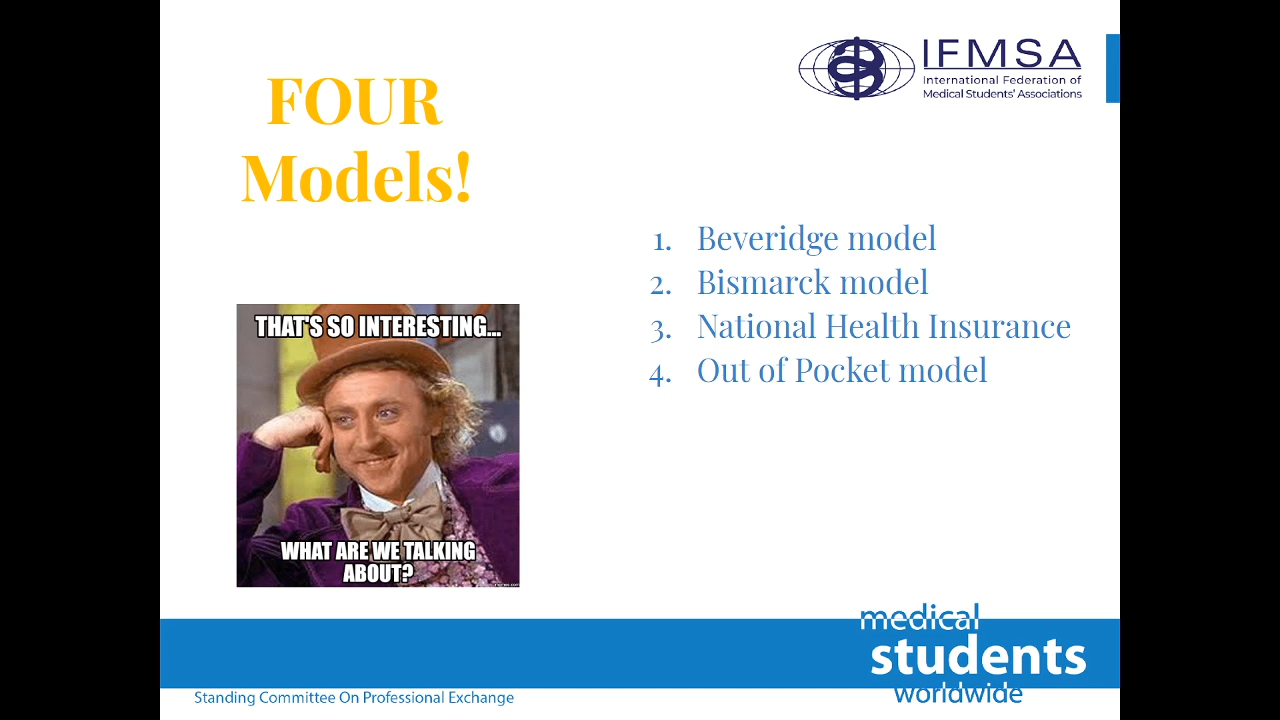 IFMSA
International Federation of
Medical Students' Associations
FOUR
Models!
1. Beveridge model
2. Bismarck model
3. National Health Insurance
4. Out of Pocket model
THAT'S SO INTERESTING...
WHAT ARE WE TALKING
ABOUT?
medical
students
worldwide
Standing Committee On Professional Exchange